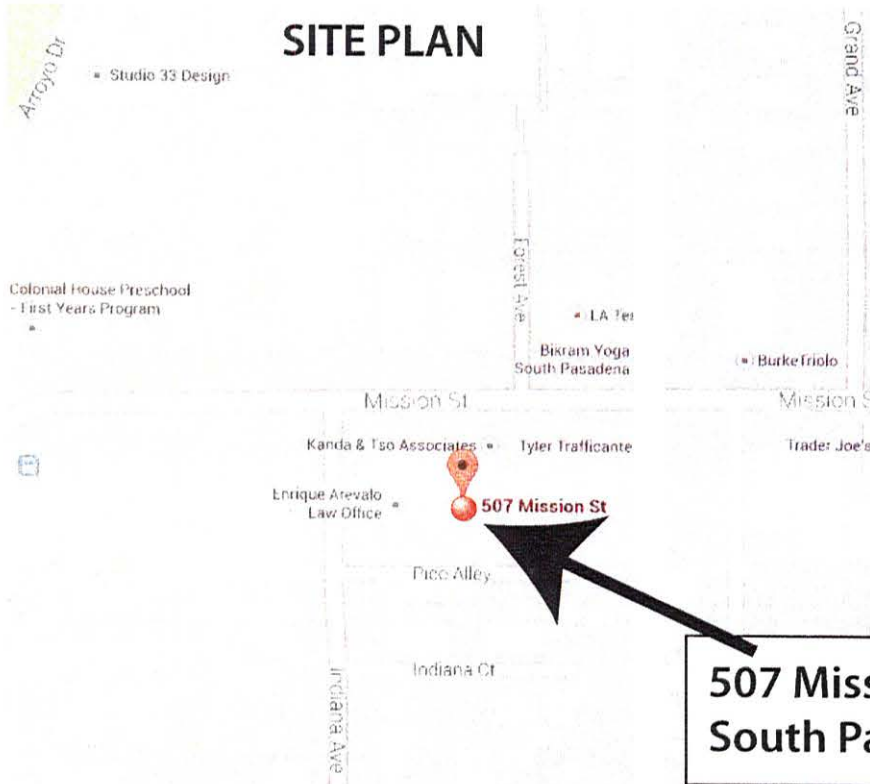 SITE PLAN
Arroyo Dr
Studio 33 Design
Grand Ave
Forest Ave
Colonial House Preschool
- First Years Program
LA Te
Bikram Yoga
South Pasadena
Burke Triolo
Mission St
Mission S
Kanda & Tso Associates
Tyler Trafficante
Trader Joe's
Enrique Arevalo
Law Office
507 Mission St
Pico Alley
Indiana Ct
Indiana Ave
507 Miss
South Pa